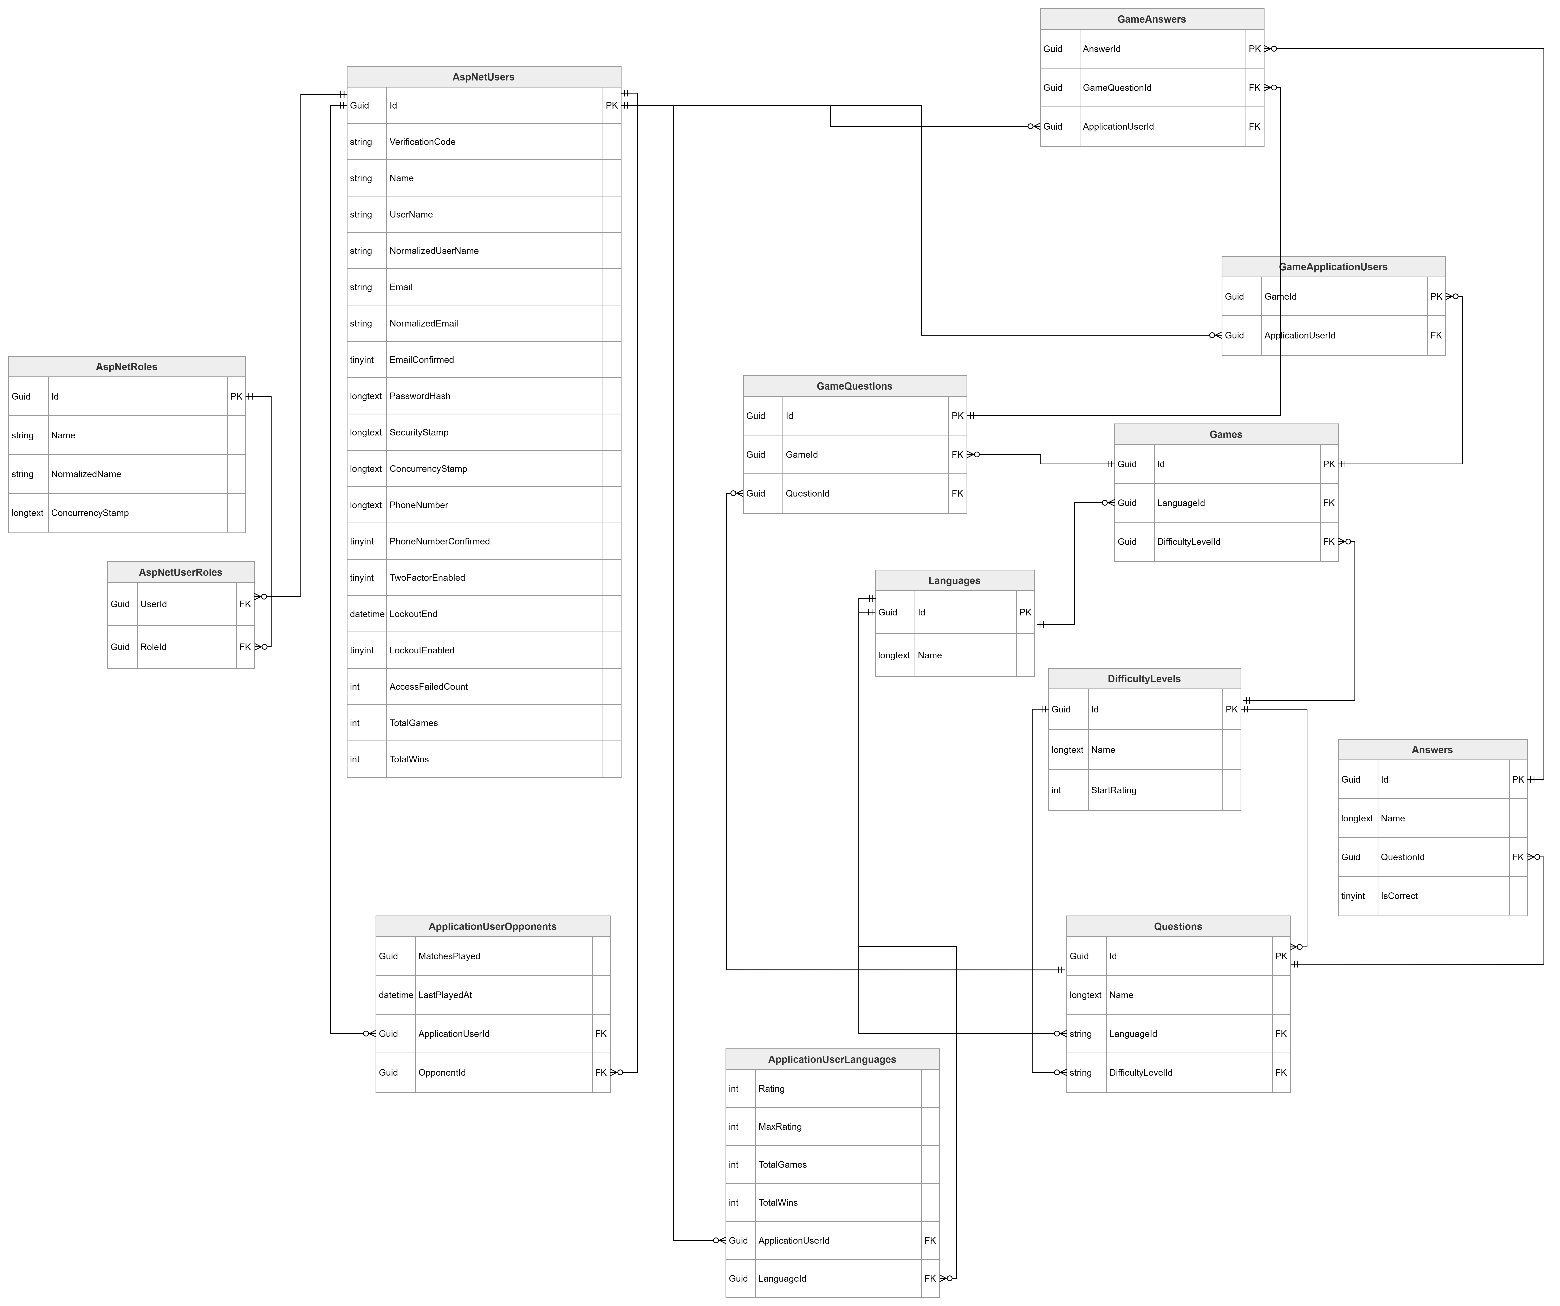 GameAnswers
Guid AnswerId PK
Guid GameQuestionId FK
Guid ApplicationUserId FK
AspNetUsers
Guid Id PK
string VerificationCode
string Name
string UserName
string NormalizedUserName
string Email
string NormalizedEmail
tinyint EmailConfirmed
longtext PasswordHash
longtext SecurityStamp
longtext ConcurrencyStamp
longtext PhoneNumber
tinyint PhoneNumberConfirmed
tinyint TwoFactorEnabled
datetime LockoutEnd
tinyint LockoutEnabled
int AccessFailedCount
int TotalGames
int TotalWins
GameApplicationUsers
Guid GameId PK
Guid ApplicationUserId FK
AspNetRoles
Guid Id PK
string Name
string NormalizedName
longtext ConcurrencyStamp
GameQuestions
Guid Id PK
Guid GameId FK
Guid QuestionId FK
Games
Guid Id PK
Guid LanguageId FK
Guid DifficultyLevelId FK
AspNetUserRoles
Guid UserId FK
Guid RoleId FK
Languages
Guid Id PK
longtext Name
DifficultyLevels
Guid Id PK
longtext Name
int StartRating
Answers
Guid Id PK
longtext Name
Guid QuestionId FK
tinyint IsCorrect
ApplicationUserOpponents
Guid MatchesPlayed
datetime LastPlayedAt
Guid ApplicationUserId FK
Guid OpponentId FK
Questions
Guid Id PK
longtext Name
string LanguageId FK
string DifficultyLevelId FK
ApplicationUserLanguages
int Rating
int MaxRating
int TotalGames
int TotalWins
Guid ApplicationUserId FK
Guid LanguageId FK